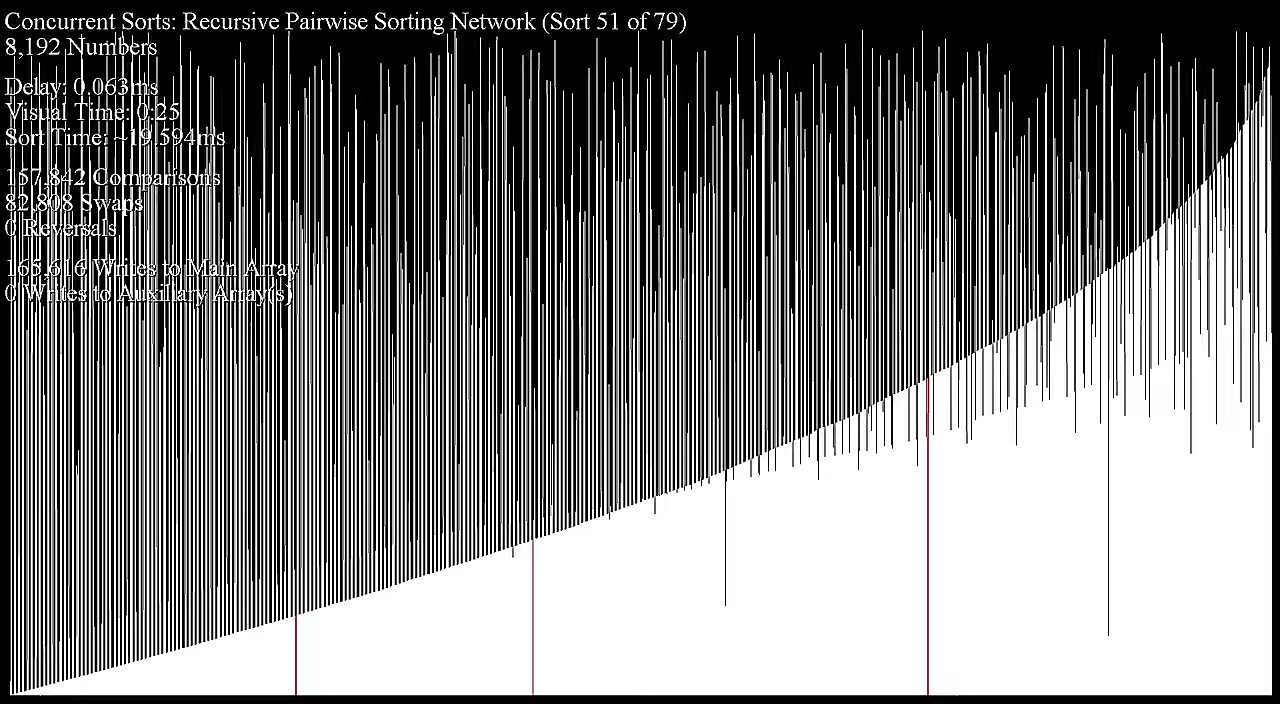 Concurrent Sorts: Recursive Pairwise Sorting Network (Sort 51 of 79)
8,192 Numbers
Delay: 0.063ms
Visual Time: 0:25
Sort Time: ~19.594ms
157,842 Comparisons
82,808 Swaps
0 Reversals
165,616 Writes to Main Array
0 Writes to Auxiliary Array(s)